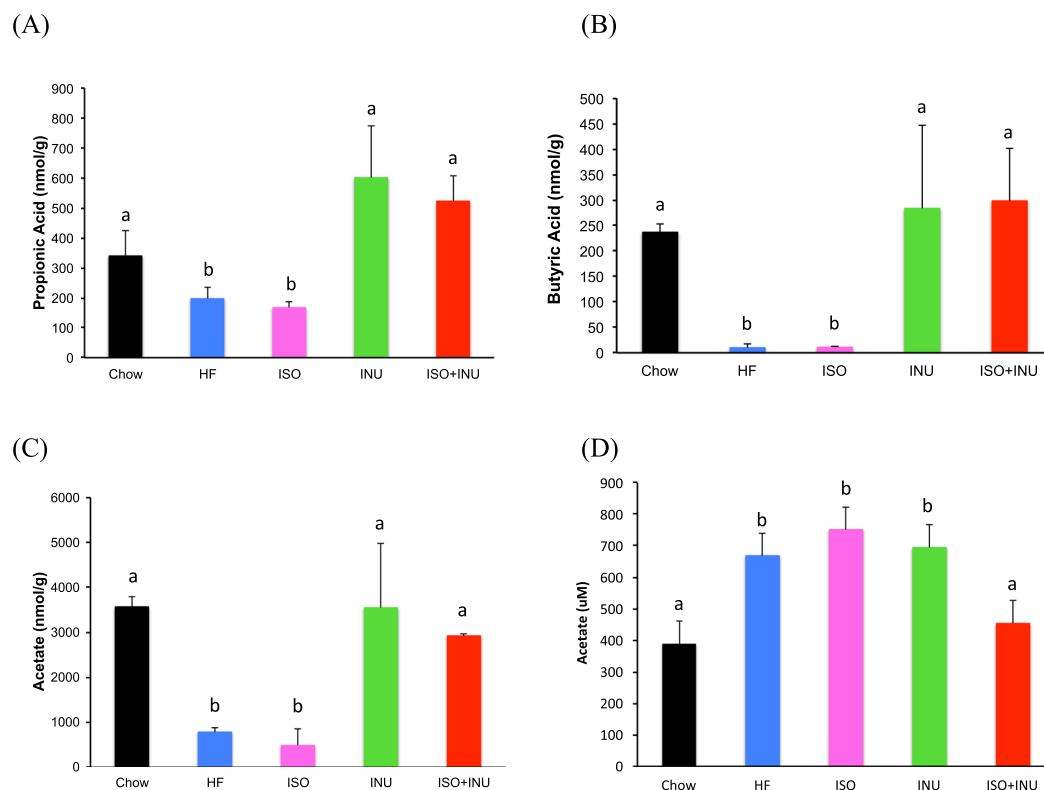 (A)
Propionic Acid (nmol/g)
900
800
700
600
500
400
300
200
100
0
a
b
b
a
a
Chow HF ISO INU ISO+INU
(B)
Butyric Acid (nmol/g)
500
450
400
350
300
250
200
150
100
50
0
a
b
b
a
a
Chow HF ISO INU ISO+INU
(C)
Acetate (nmol/g)
6000
5000
4000
3000
2000
1000
0
a
b
b
a
a
Chow HF ISO INU ISO+INU
(D)
Acetate (uM)
900
800
700
600
500
400
300
200
100
0
a
b
b
b
a
Chow HF ISO INU ISO+INU